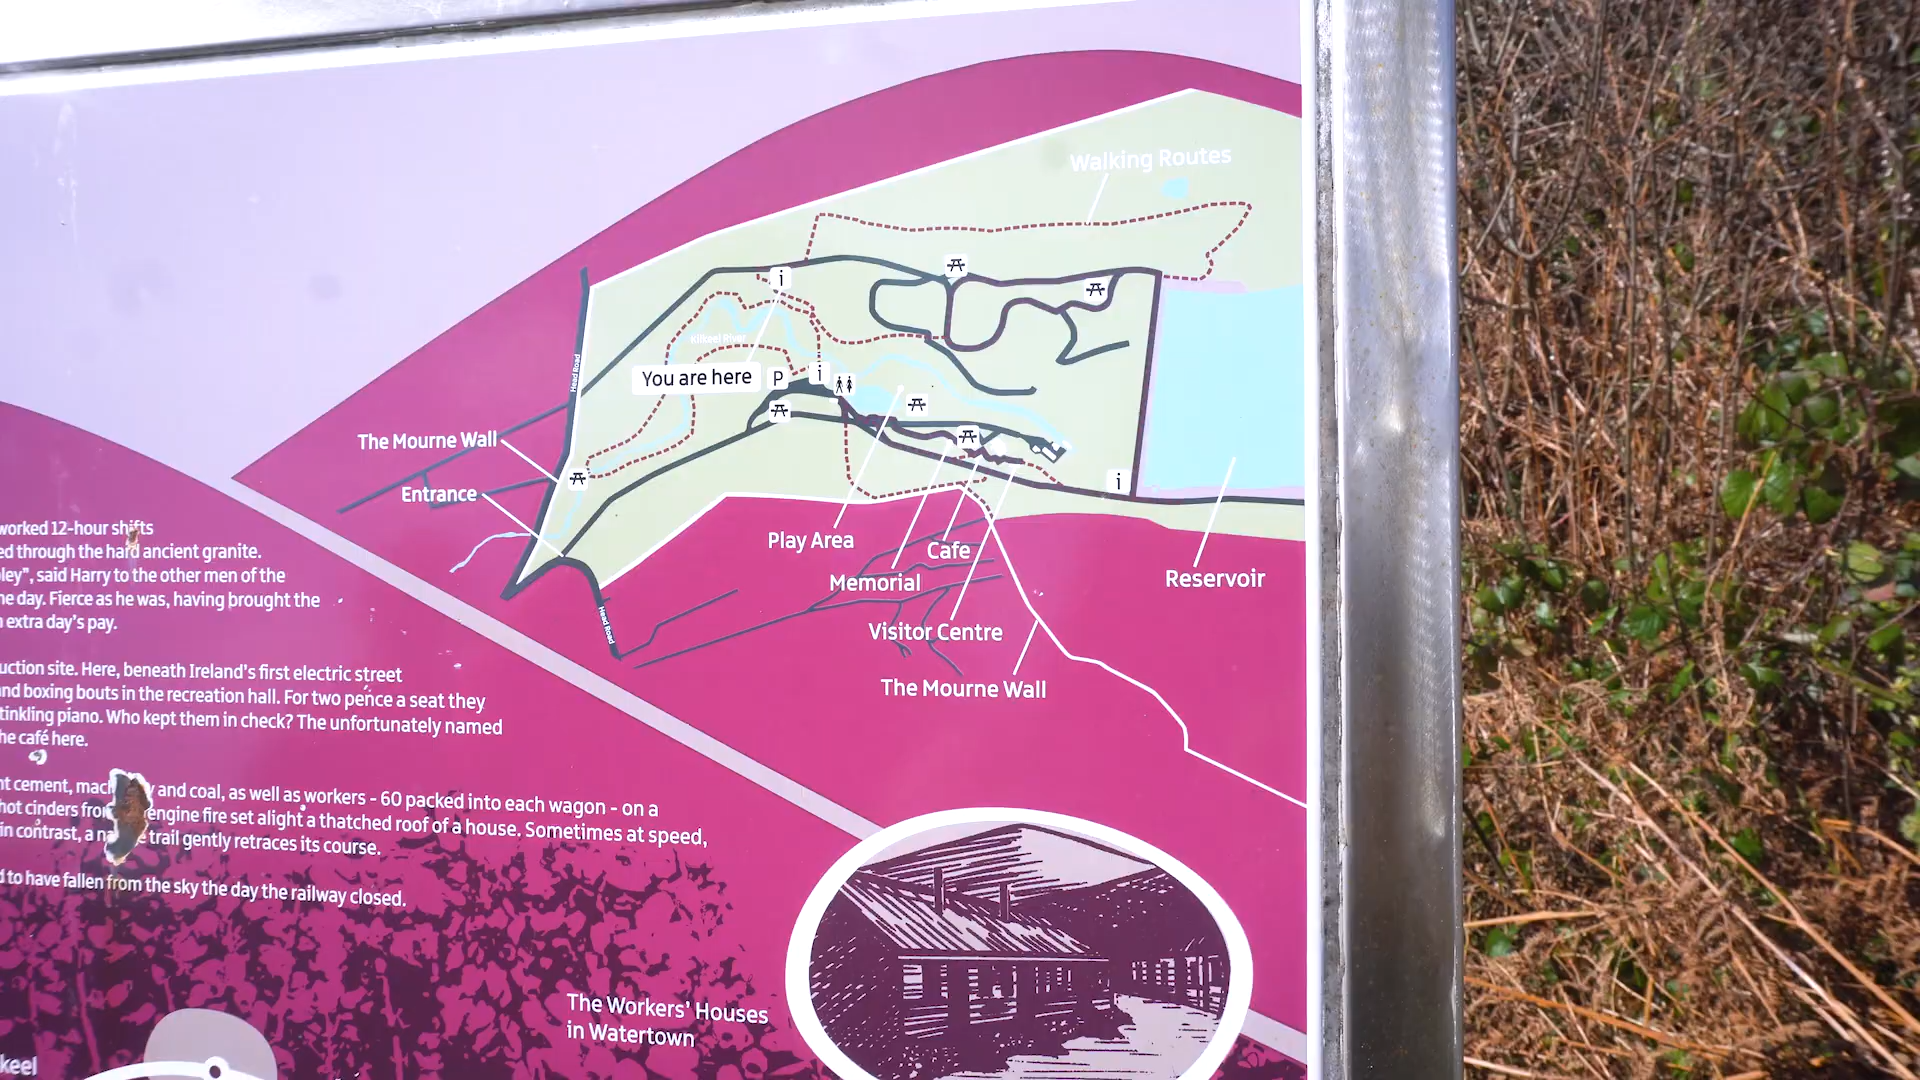 Walking Routes
i
Kilkeel River
Head Road
You are here
P
i
The Mourne Wall
Entrance
i
Play Area
Cafe
Memorial
Reservoir
Head Road
Visitor Centre
The Mourne Wall
worked 12-hour shifts
ed through the hard ancient granite.
ley”, said Harry to the other men of the
ne day. Fierce as he was, having brought the
extra day's pay.
uction site. Here, beneath Ireland's first electric street
nd boxing bouts in the recreation hall. For two pence a seat they
tinkling piano. Who kept them in check? The unfortunately named
he café here.
nt cement, mach y and coal, as well as workers - 60 packed into each wagon - on a
hot cinders from engine fire set alight a thatched roof of a house. Sometimes at speed,
in contrast, a na e trail gently retraces its course.
d to have fallen from the sky the day the railway closed.
The Workers' Houses
in Watertown
keel